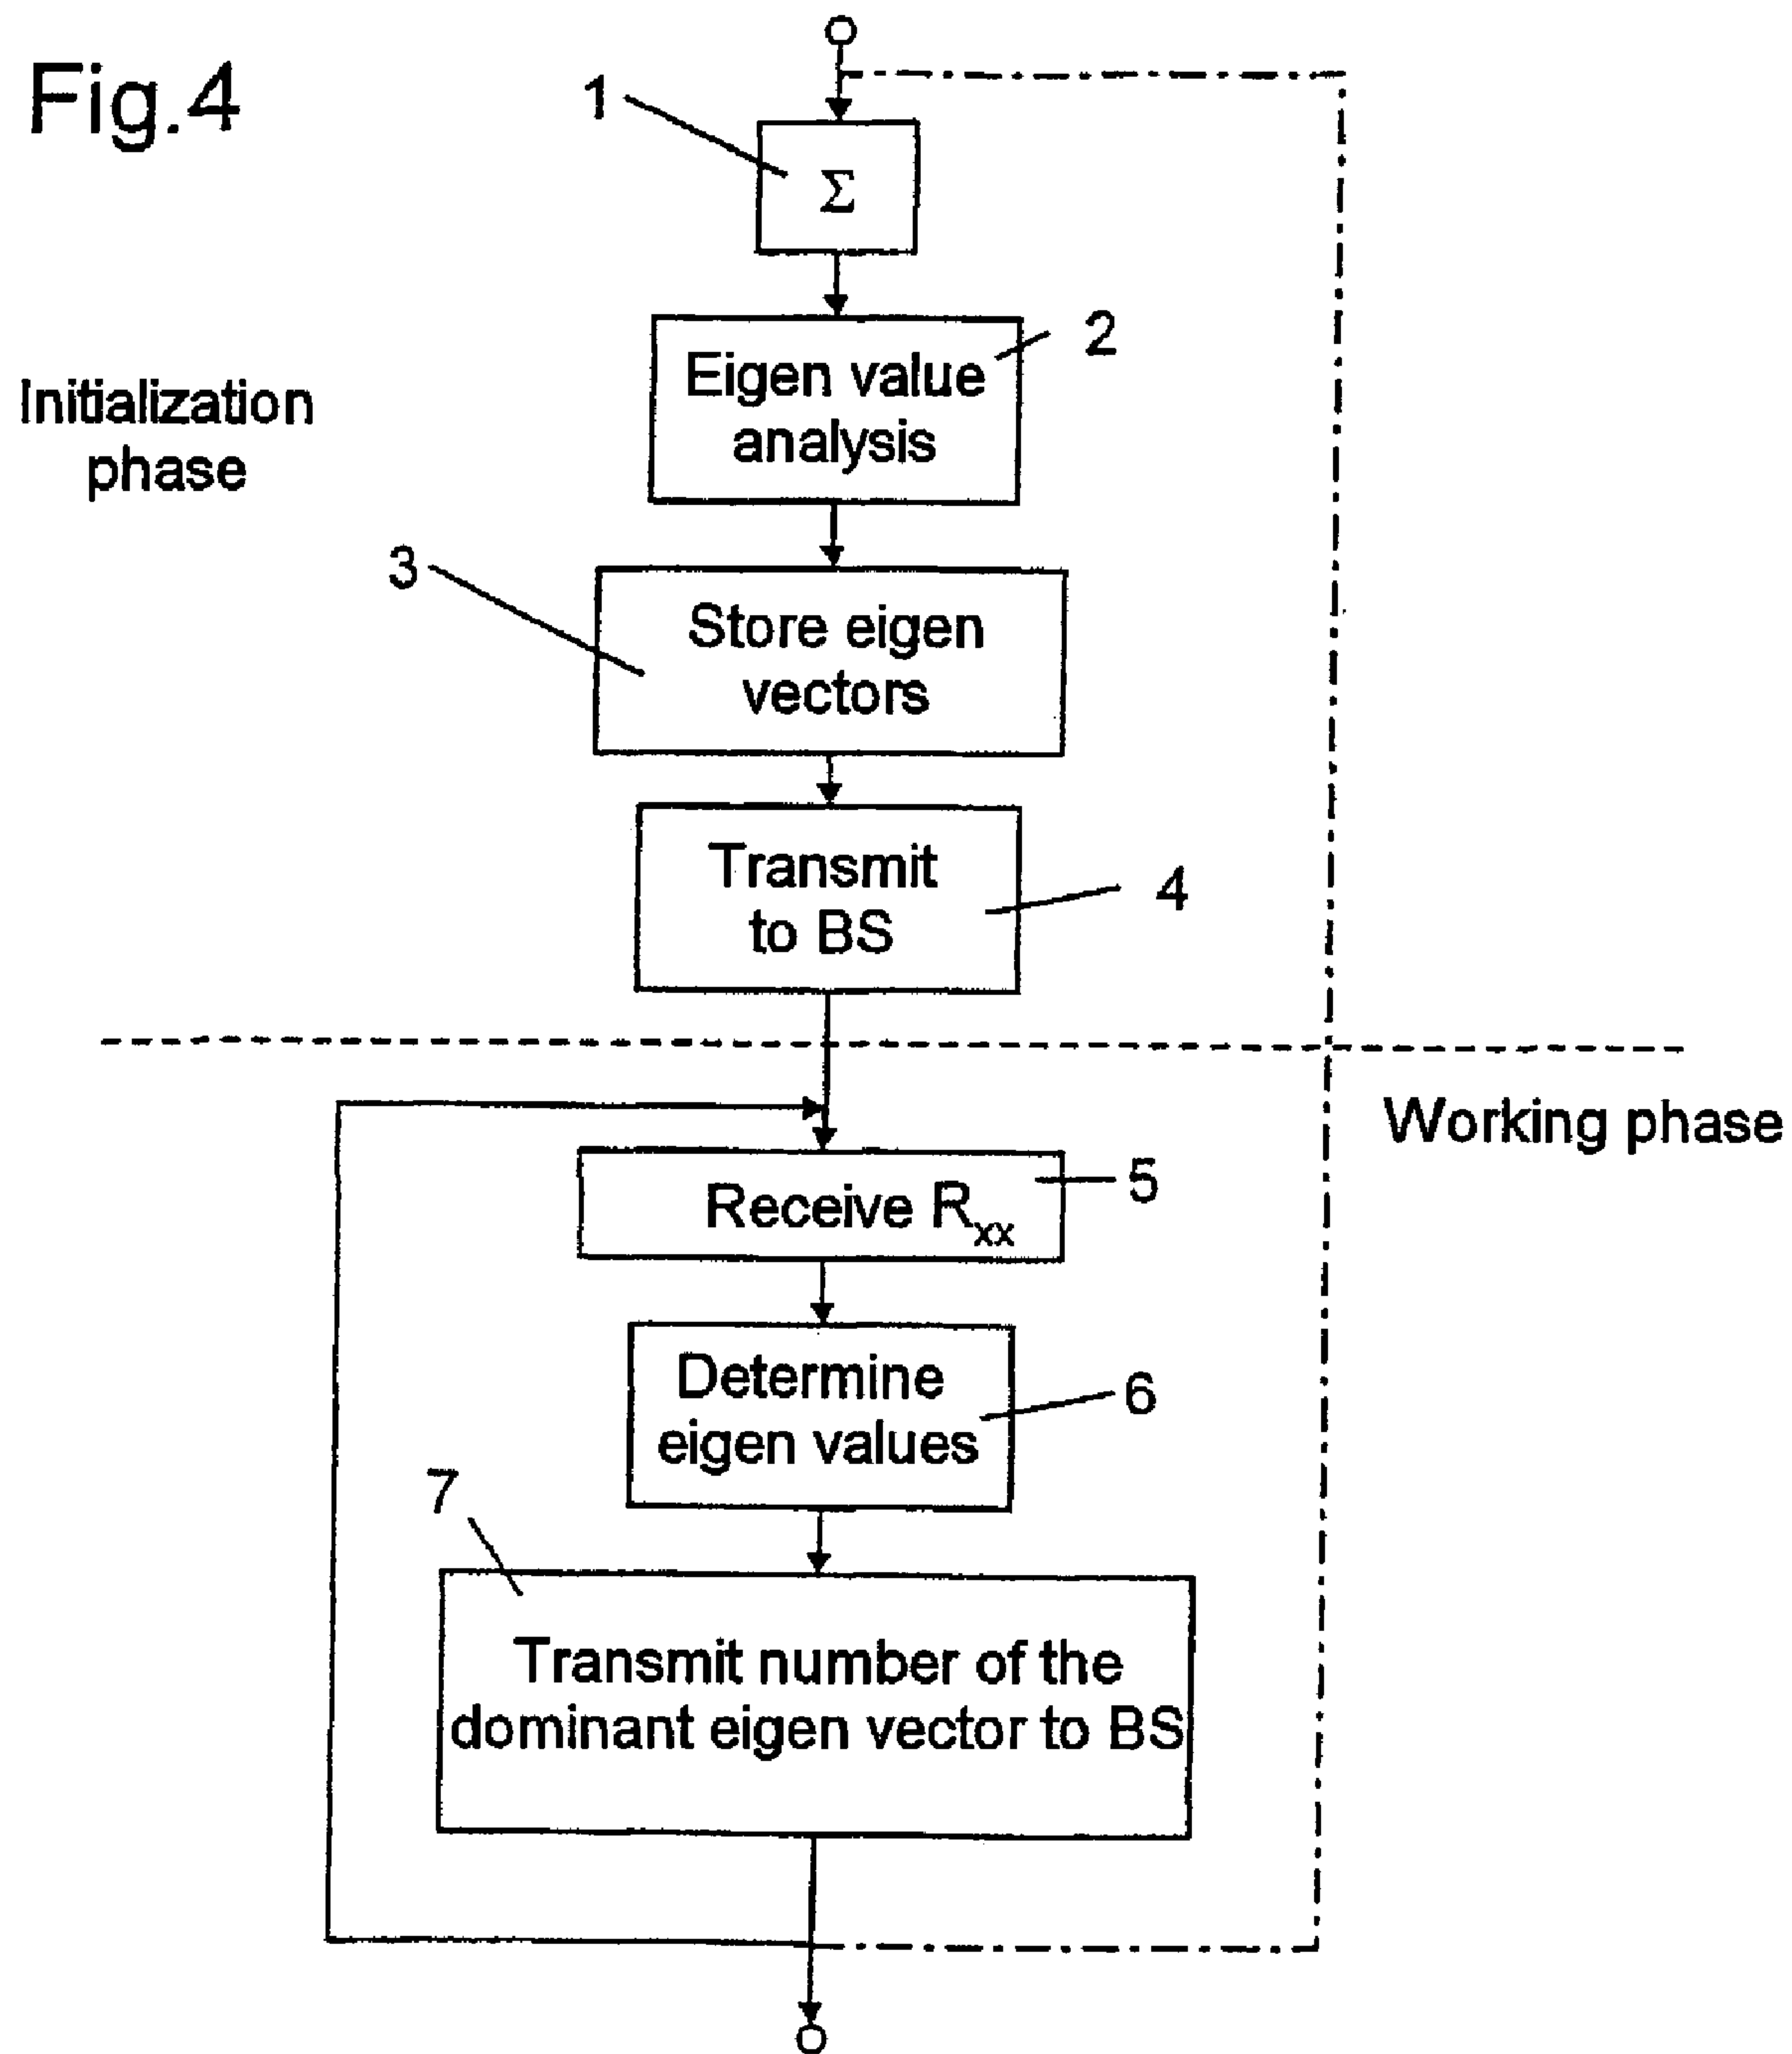 Fig.4
1
Σ
2
Eigen value
analysis
Initialization
phase
3
Store eigen
vectors
Transmit
to BS
4
Working phase
5
Receive Rxx
Determine
eigen values
6
7
Transmit number of the
dominant eigen vector to BS